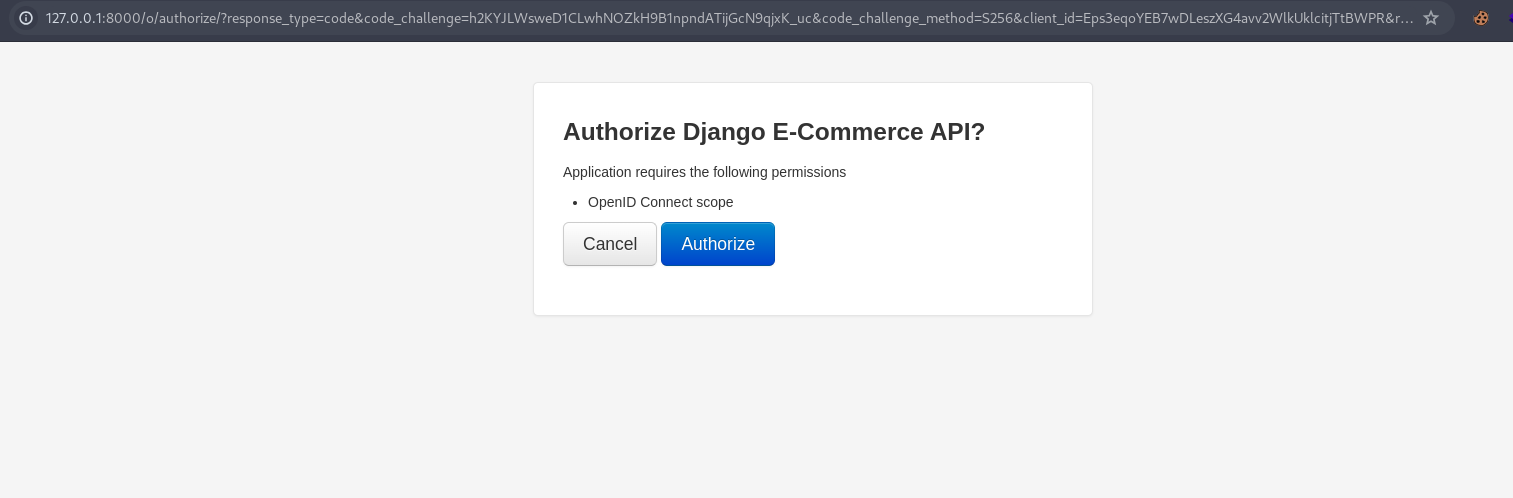 127.0.0.1:8000/o/authorize/?response_type=code&code_challenge=h2KYJLWsweD1CLwhNOZkH9B1npndATijGcN9qjxK_uc&code_challenge_method=S256&client_id=Eps3eqoYEB7wDLeszXG4avv2WlkUklcitjTtBWPR&r...
Authorize Django E-Commerce API?
Application requires the following permissions
• OpenID Connect scope
Cancel Authorize